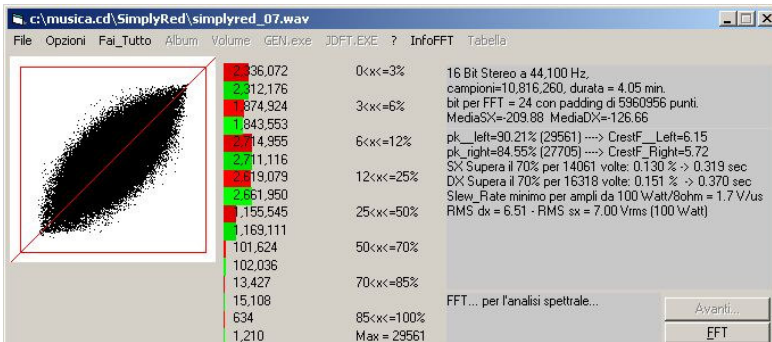 c:\musica.cd\SimplyRed\simplyred_07.wav
File Opzioni Fai_Tutto Album Volume GEN.exe JDFT.EXE ? InfoFFT Tabella
2,336,072 0<x<=3%
2,312,176
1,874,924 3<x<=6%
1,843,553
2,714,955 6<x<=12%
2,711,116
2,619,079 12<x<=25%
2,661,950
1,155,545 25<x<=50%
1,169,111
101,624 50<x<=70%
102,036
13,427 70<x<=85%
15,108
634 85<x<=100%
1,210 Max = 29561
16 Bit Stereo a 44,100 Hz,
campioni=10,816,260, durata = 4.05 min.
bit per FFT = 24 con padding di 5960956 punti.
MediaSX=-209.88 MediaDX=-126.66
pk__left=90.21% (29561) ----> CrestF__Left=6.15
pk_right=84.55% (27705) ----> CrestF_Right=5.72
SX Supera il 70% per 14061 volte: 0.130 % -> 0.319 sec
DX Supera il 70% per 16318 volte: 0.151 % -> 0.370 sec
Slew_Rate minimo per ampli da 100 Watt/8ohm = 1.7 V/us
RMS dx = 6.51 - RMS sx = 7.00 Vrms (100 Watt)
FFT... per l'analisi spettrale...
Avanti...
FFT